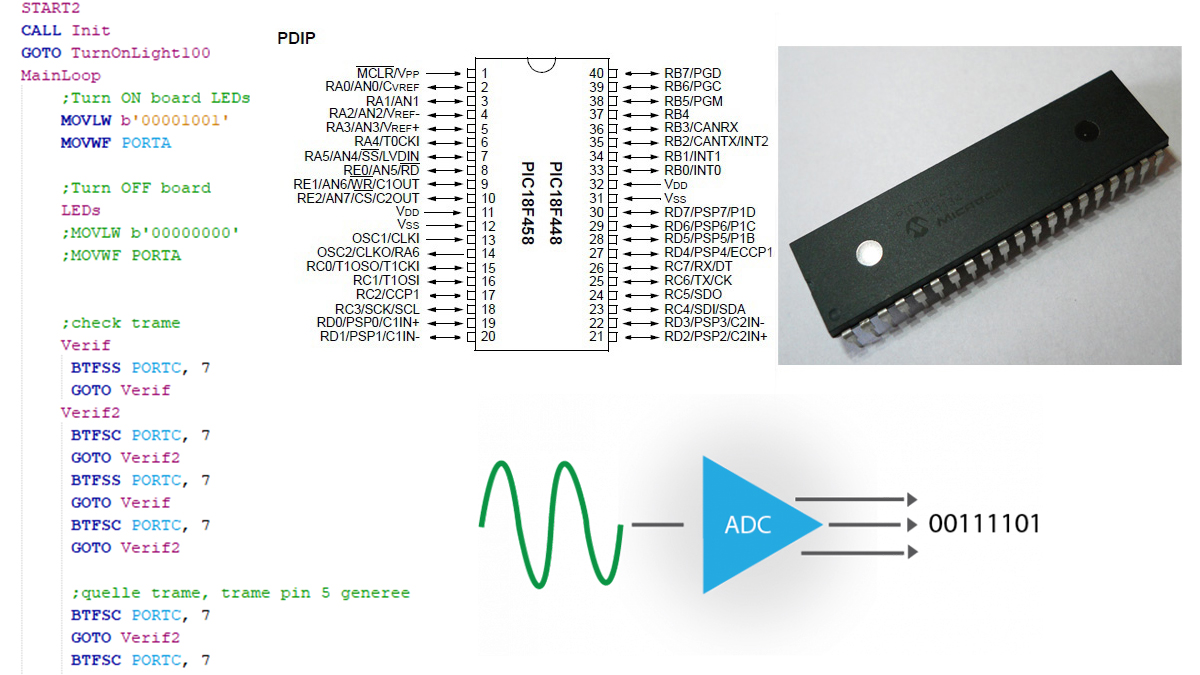 START2
CALL Init
GOTO TurnOnLight100
MainLoop
;Turn ON board LEDs
MOVLW b'00001001'
MOVWF PORTA
;Turn OFF board
LEDs
;MOVLW b'00000000'
;MOVWF PORTA
;check trame
Verif
BTFSS PORTC, 7
GOTO Verif
Verif2
BTFSC PORTC, 7
GOTO Verif2
BTFSS PORTC, 7
GOTO Verif
BTFSC PORTC, 7
GOTO Verif2
;quelle trame, trame pin 5 generee
BTFSC PORTC, 7
GOTO Verif2
BTFSC PORTC, 7
PDIP
MCLR/VPP 1
RA0/AN0/CVREF 2
RA1/AN1 3
RA2/AN2/VREF- 4
RA3/AN3/VREF+ 5
RA4/T0CKI 6
RA5/AN4/SS/LVDIN 7
RE0/AN5/RD 8
RE1/AN6/WR/C1OUT 9
RE2/AN7/CS/C2OUT 10
VDD 11
VSS 12
OSC1/CLKI 13
OSC2/CLKO/RA6 14
RC0/T1OSO/T1CKI 15
RC1/T1OSI 16
RC2/CCP1 17
RC3/SCK/SCL 18
RD0/PSP0/C1IN+ 19
RD1/PSP1/C1IN- 20
PIC18F448
PIC18F458
40 RB7/PGD
39 RB6/PGC
38 RB5/PGM
37 RB4
36 RB3/CANRX
35 RB2/CANTX/INT2
34 RB1/INT1
33 RB0/INT0
32 VDD
31 VSS
30 RD7/PSP7/P1D
29 RD6/PSP6/P1C
28 RD5/PSP5/P1B
27 RD4/PSP4/ECCP1
26 RC7/RX/DT
25 RC6/TX/CK
24 RC5/SDO
23 RC4/SDI/SDA
22 RD3/PSP3/C2IN-
21 RD2/PSP2/C2IN+
ADC
00111101